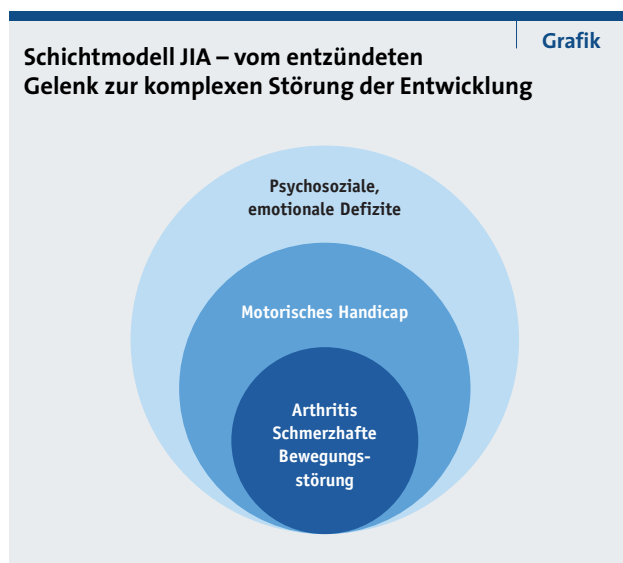 Grafik
Schichtmodell JIA – vom entzündeten
Gelenk zur komplexen Störung der Entwicklung
Psychosoziale,
emotionale Defizite
Motorisches Handicap
Arthritis
Schmerzhafte
Bewegungs-
störung